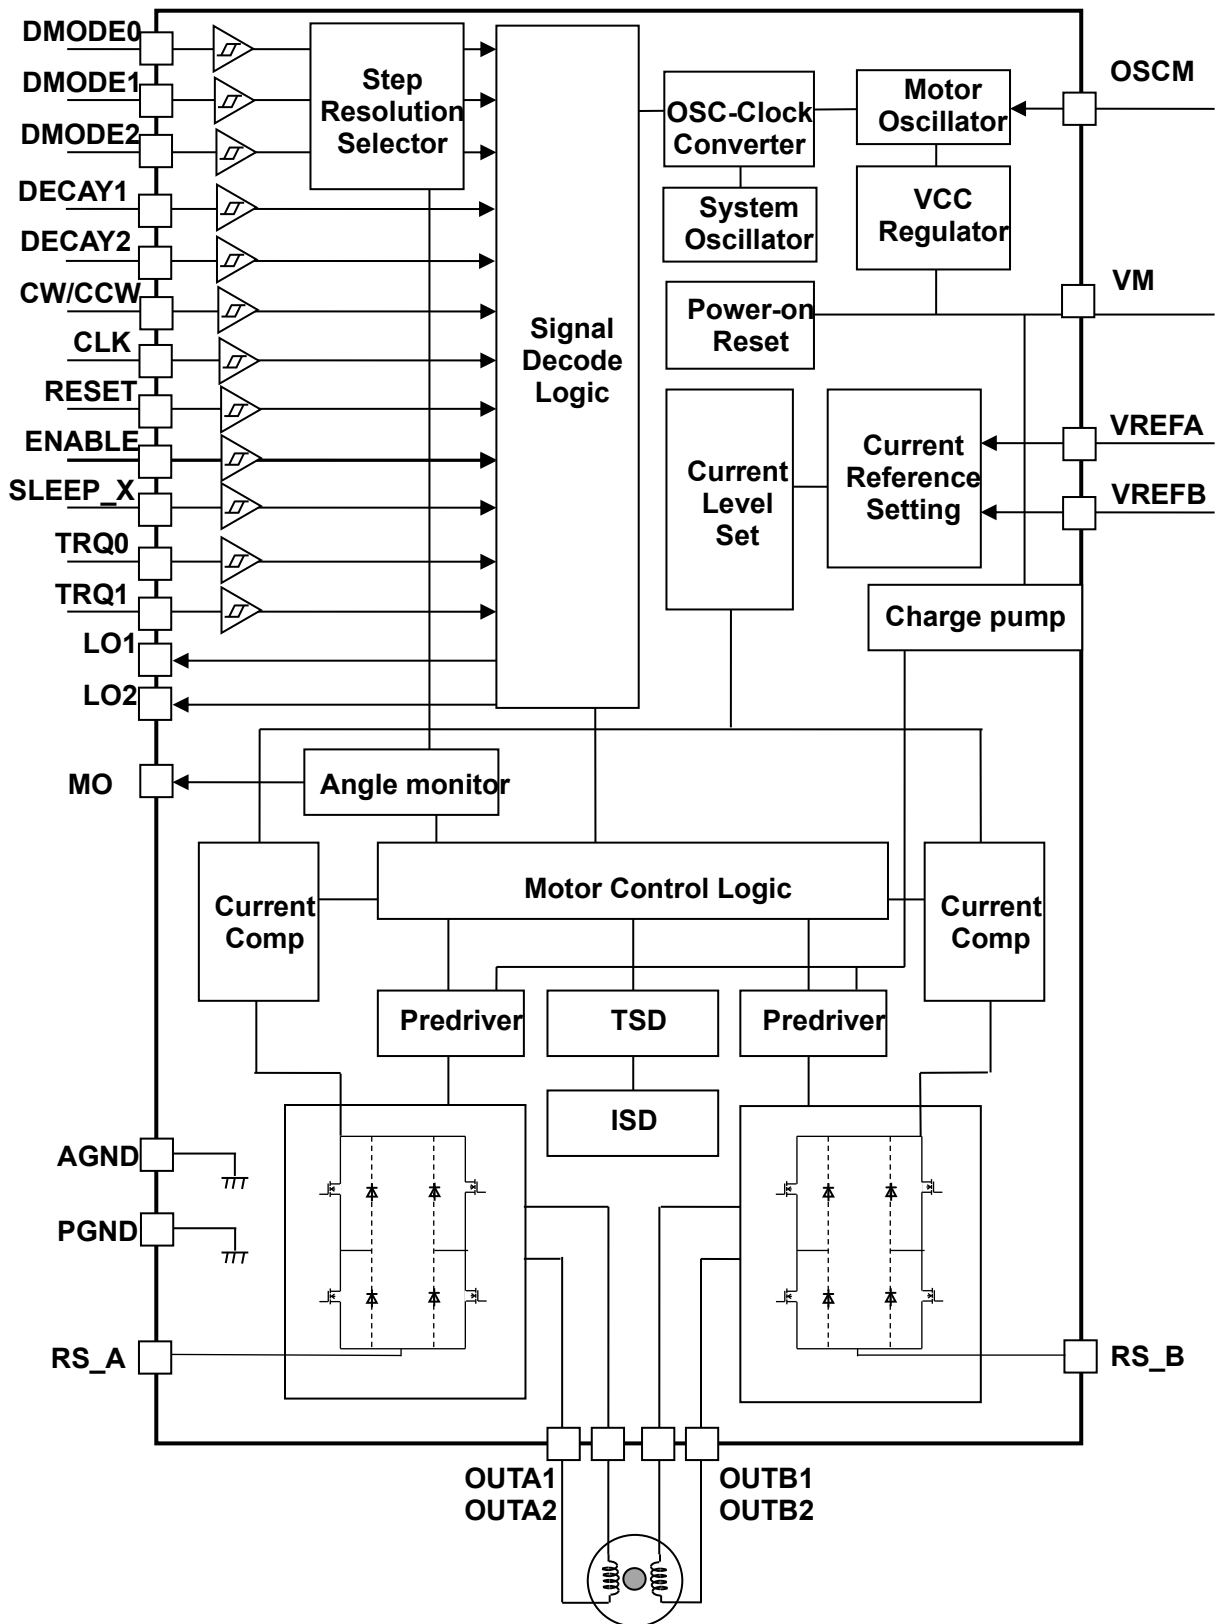 DMODE0
DMODE1
DMODE2
DECAY1
DECAY2
CW/CCW
CLK
RESET
ENABLE
SLEEP_X
TRQ0
TRQ1
LO1
LO2
MO
AGND
PGND
RS_A
Step
Resolution
Selector
Signal
Decode
Logic
OSC-Clock
Converter
System
Oscillator
Motor
Oscillator
VCC
Regulator
Power-on
Reset
Current
Level
Set
Current
Reference
Setting
Charge pump
OSCM
VM
VREFA
VREFB
Angle monitor
Motor Control Logic
Current
Comp
Current
Comp
Predriver
TSD
Predriver
ISD
RS_B
OUTA1
OUTA2
OUTB1
OUTB2